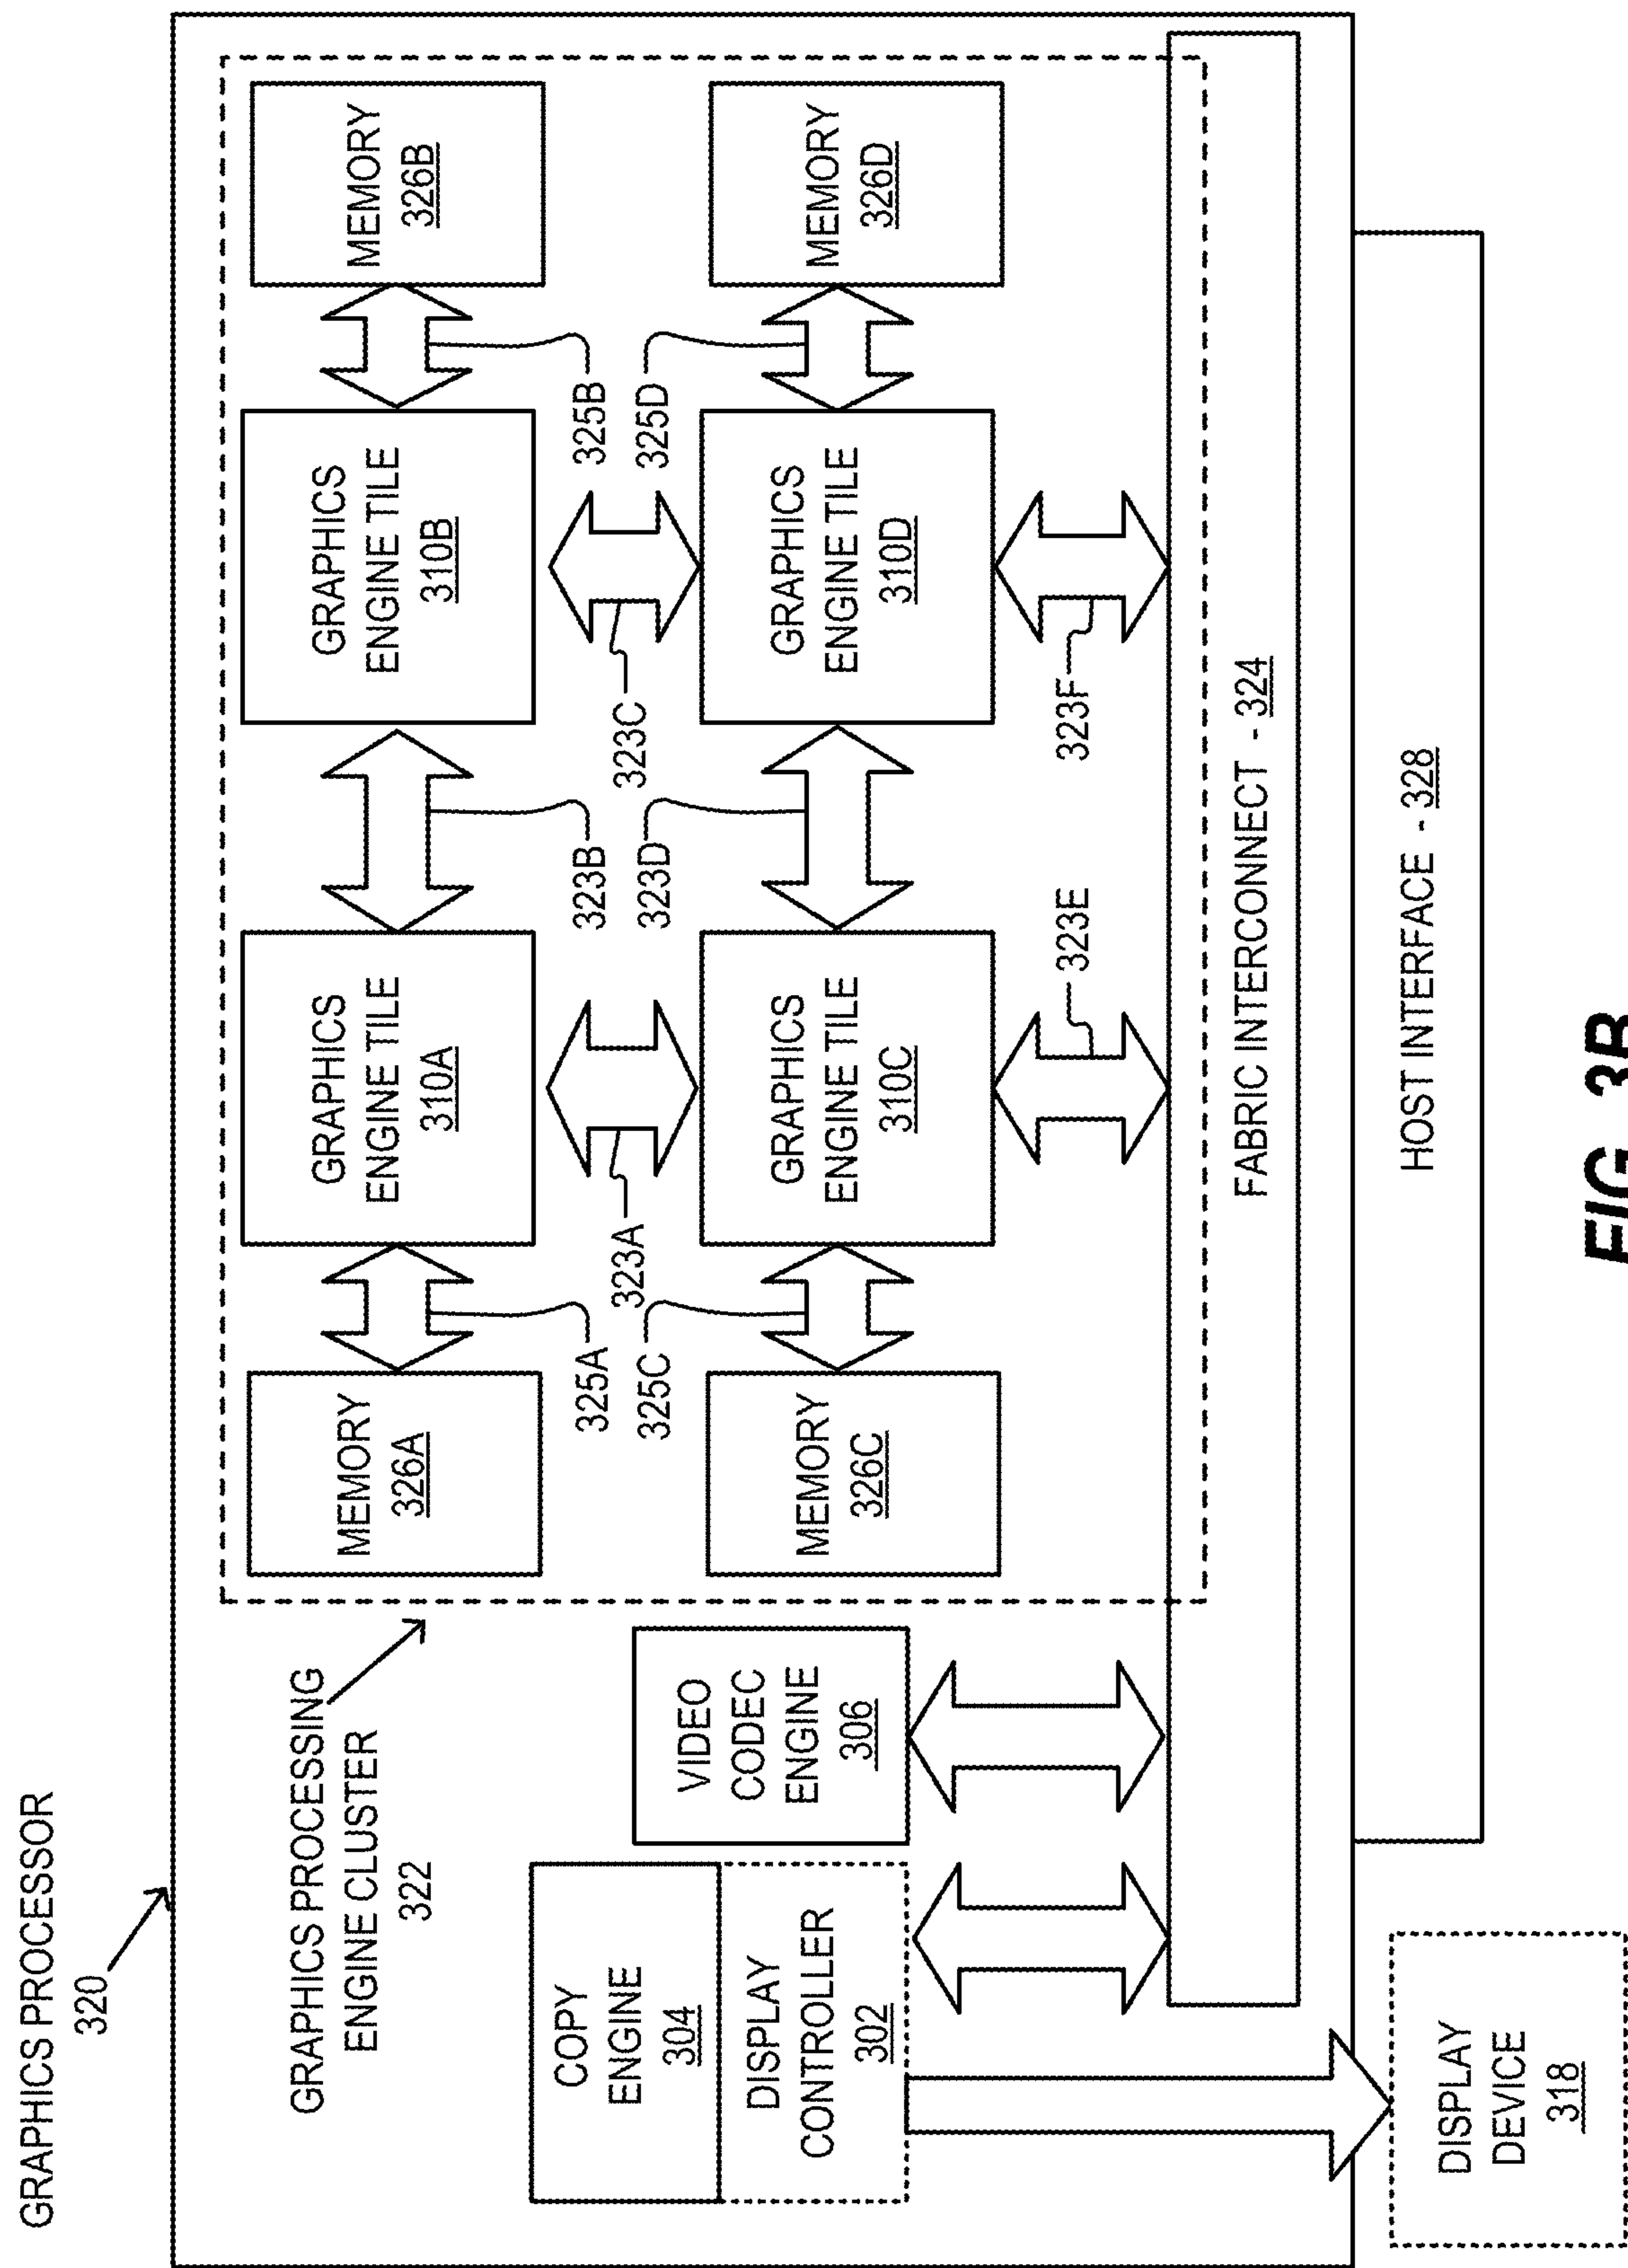 GRAPHICS PROCESSOR
320
GRAPHICS PROCESSING
ENGINE CLUSTER
322
MEMORY
326A
325A
GRAPHICS
ENGINE TILE
310A
323B
GRAPHICS
ENGINE TILE
310B
325B
MEMORY
326B
323A
323C
325C
323D
325D
MEMORY
326C
GRAPHICS
ENGINE TILE
310C
GRAPHICS
ENGINE TILE
310D
MEMORY
326D
COPY
ENGINE
304
DISPLAY
CONTROLLER
302
VIDEO
CODEC
ENGINE
306
323E
323F
FABRIC INTERCONNECT - 324
HOST INTERFACE - 328
DISPLAY
DEVICE
318
FIG. 3B